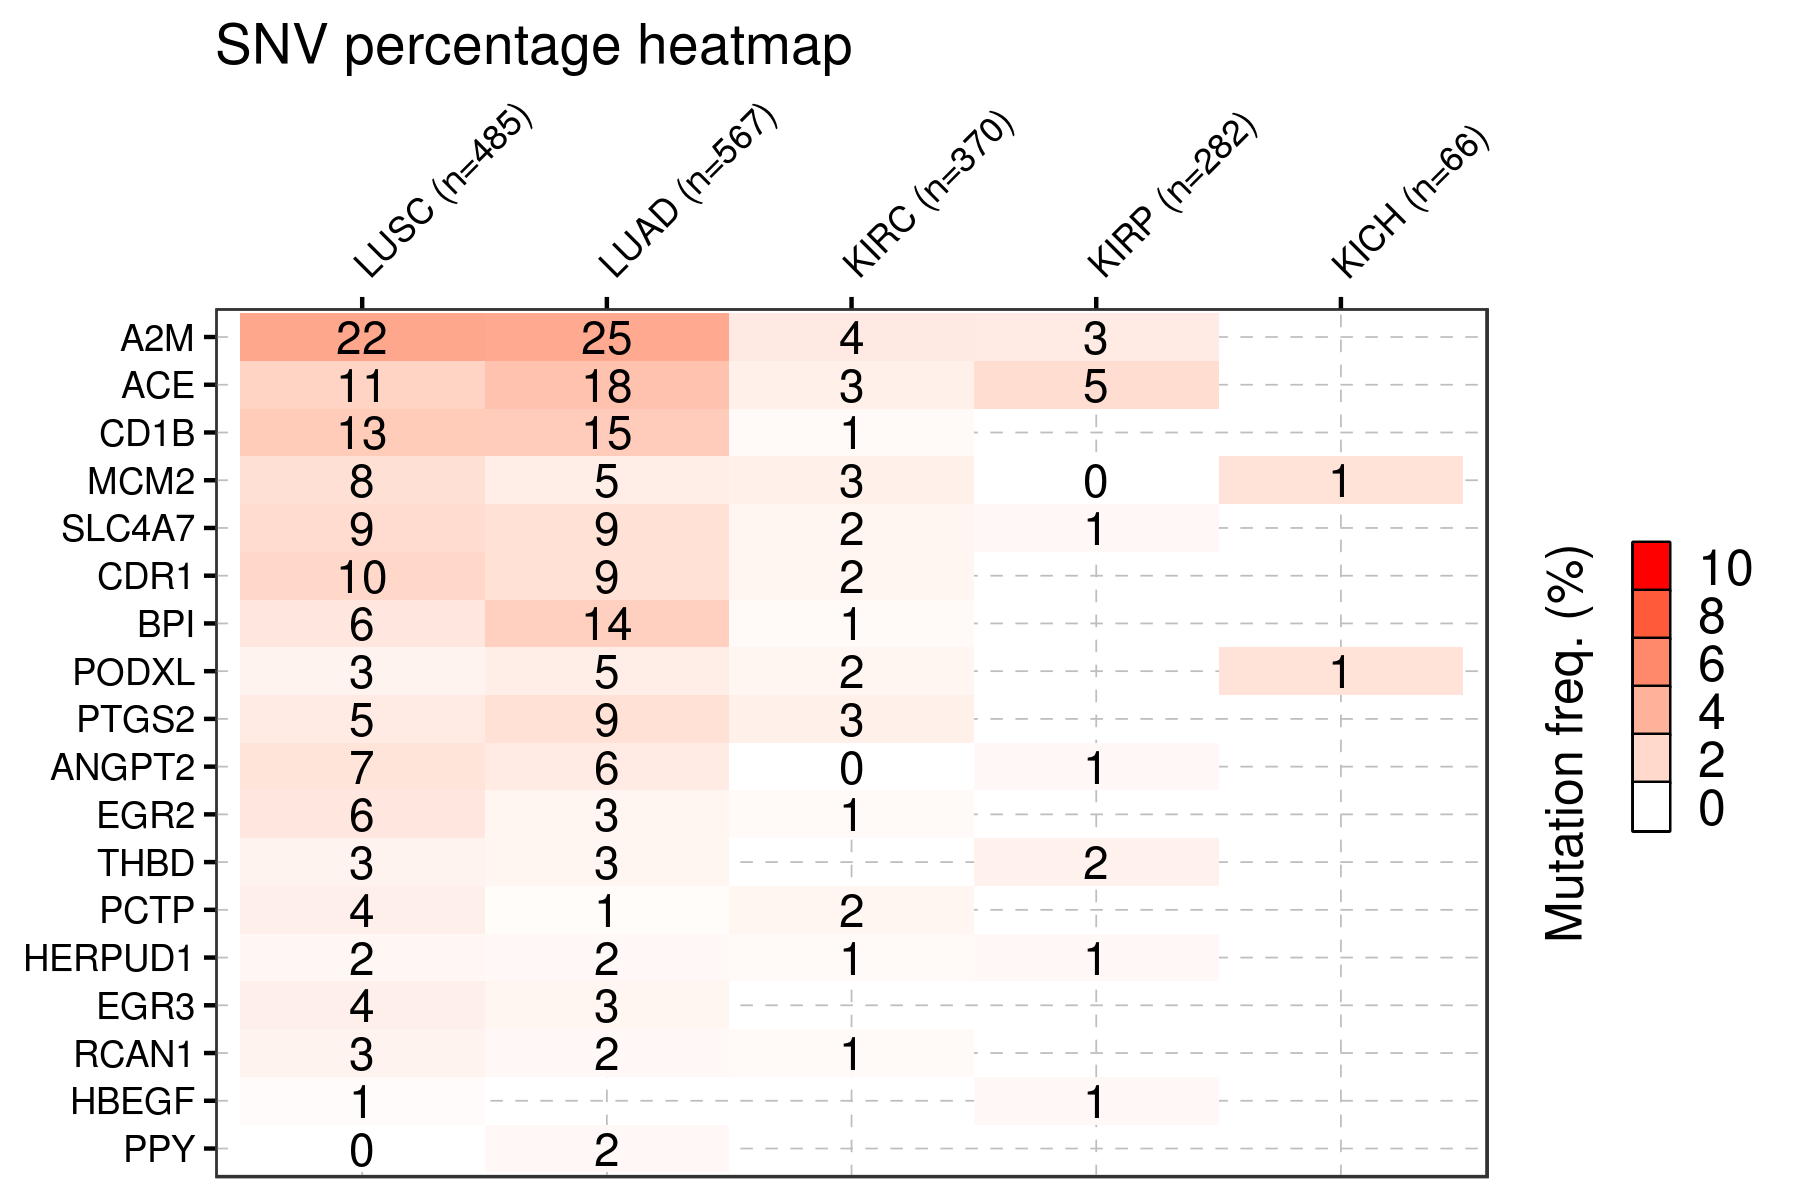 SNV percentage heatmap
LUSC (n=485) LUAD (n=567) KIRC (n=370) KIRP (n=282) KICH (n=66)
A2M 22 25 4 3
ACE 11 18 3 5
CD1B 13 15 1
MCM2 8 5 3 0 1
SLC4A7 9 9 2 1
CDR1 10 9 2
BPI 6 14 1
PODXL 3 5 2 1
PTGS2 5 9 3
ANGPT2 7 6 0 1
EGR2 6 3 1
THBD 3 3 2
PCTP 4 1 2
HERPUD1 2 2 1 1
EGR3 4 3
RCAN1 3 2 1
HBEGF 1 1
PPY 0 2
Mutation freq. (%)
10
8
6
4
2
0